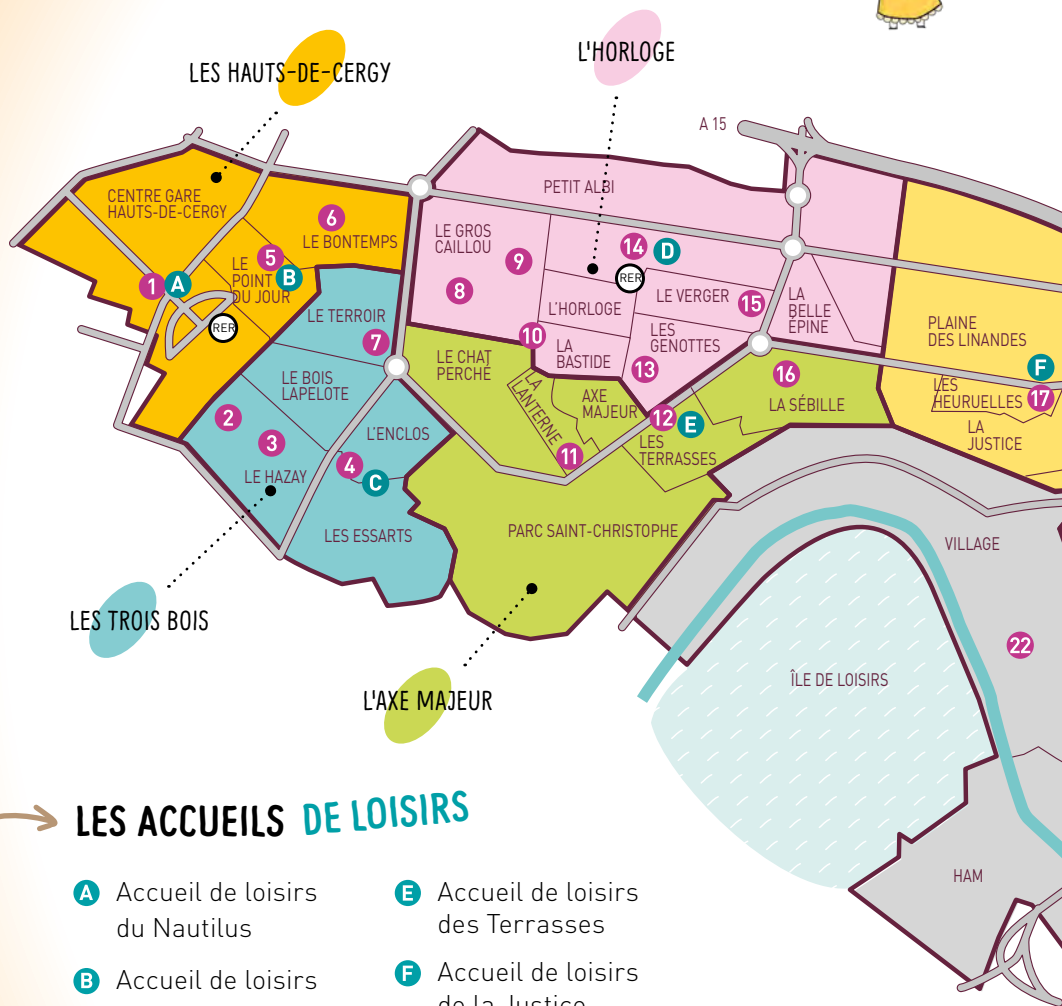 L'HORLOGE
LES HAUTS-DE-CERGY
A 15
PETIT ALBI
CENTRE GARE
HAUTS-DE-CERGY
6
LE BONTEMPS
LE GROS
CAILLOU
9
8
14 D
RER
5
LE
POINT
DU JOUR
B
1 A
RER
L'HORLOGE
LE VERGER
15
LA
BELLE
ÉPINE
LE TERROIR
7
10
LA
BASTIDE
LES
GENOTTES
13
PLAINE
DES LINANDES
F
LES
HEURUELLES
17
LA
JUSTICE
LE CHAT
PERCHÉ
LA
LANTERNE
AXE
MAJEUR
16
LA SÉBILLE
12 E
LES
TERRASSES
11
LE BOIS
LAPELOTE
2
3
LE HAZAY
L'ENCLOS
4
C
LES ESSARTS
PARC SAINT-CHRISTOPHE
VILLAGE
22
LES TROIS BOIS
ÎLE DE LOISIRS
L'AXE MAJEUR
HAM
LES ACCUEILS DE LOISIRS
A Accueil de loisirs
du Nautilus
B Accueil de loisirs
E Accueil de loisirs
des Terrasses
F Accueil de loisirs
de la Justice